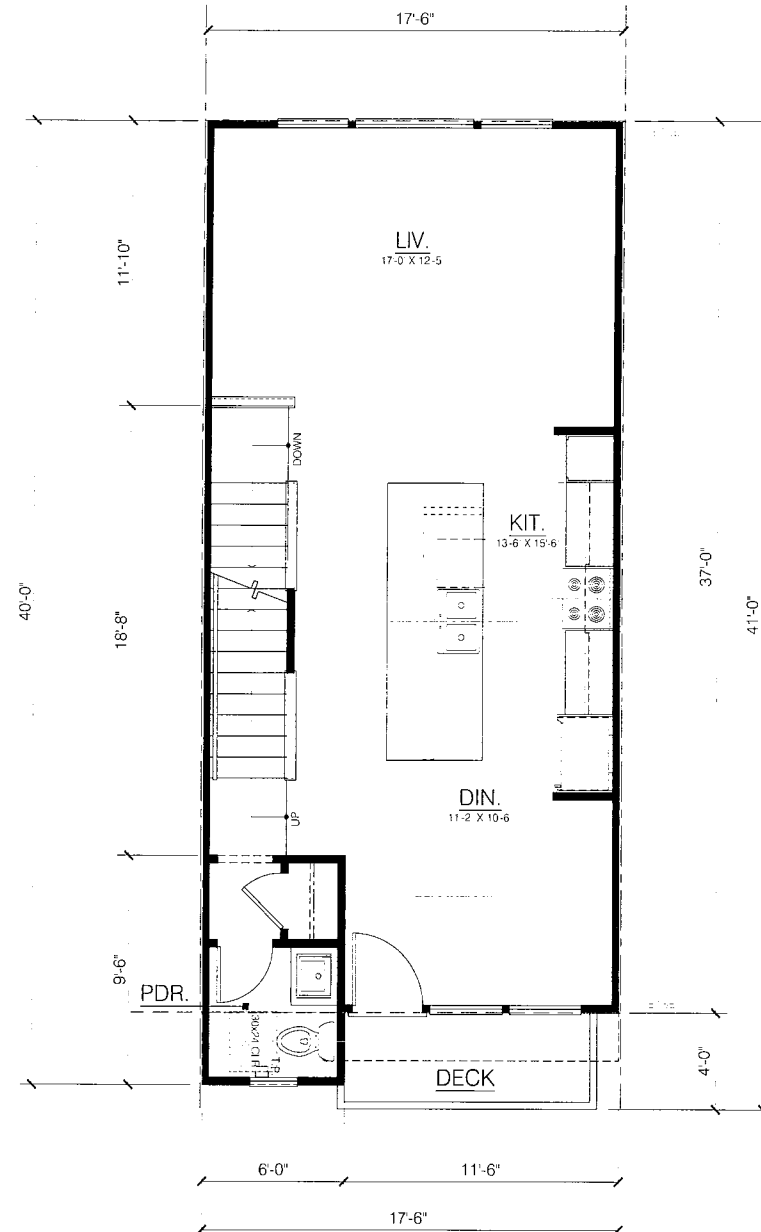 17'-6"
LIV.
17-0 X 12-5
11'-10"
DOWN
KIT.
13-6 X 15'-6"
40'-0"
18'-8"
37'-0"
41'-0"
DIN.
11-2 X 10-6
UP
9'-6"
PDR.
30x24 CLR.
T.P.
DECK
4'-0"
6'-0"
11'-6"
17'-6"